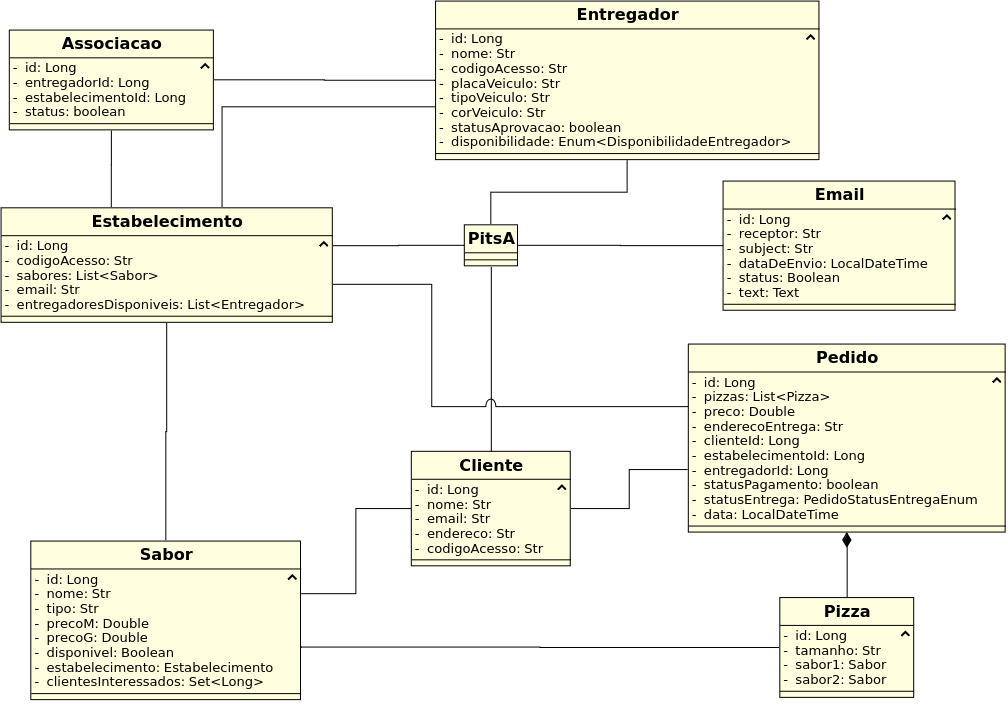 Associacao
- id: Long
- entregadorId: Long
- estabelecimentoId: Long
- status: boolean
Entregador
- id: Long
- nome: Str
- codigoAcesso: Str
- placaVeiculo: Str
- tipoVeiculo: Str
- corVeiculo: Str
- statusAprovacao: boolean
- disponibilidade: Enum<DisponibilidadeEntregador>
Estabelecimento
- id: Long
- codigoAcesso: Str
- sabores: List<Sabor>
- email: Str
- entregadoresDisponiveis: List<Entregador>
PitsA
Email
- id: Long
- receptor: Str
- subject: Str
- dataDeEnvio: LocalDateTime
- status: Boolean
- text: Text
Pedido
- id: Long
- pizzas: List<Pizza>
- preco: Double
- enderecoEntrega: Str
- clienteId: Long
- estabelecimentoId: Long
- entregadorId: Long
- statusPagamento: boolean
- statusEntrega: PedidoStatusEntregaEnum
- data: LocalDateTime
Cliente
- id: Long
- nome: Str
- email: Str
- endereco: Str
- codigoAcesso: Str
Sabor
- id: Long
- nome: Str
- tipo: Str
- precoM: Double
- precoG: Double
- disponivel: Boolean
- estabelecimento: Estabelecimento
- clientesInteressados: Set<Long>
Pizza
- id: Long
- tamanho: Str
- sabor1: Sabor
- sabor2: Sabor